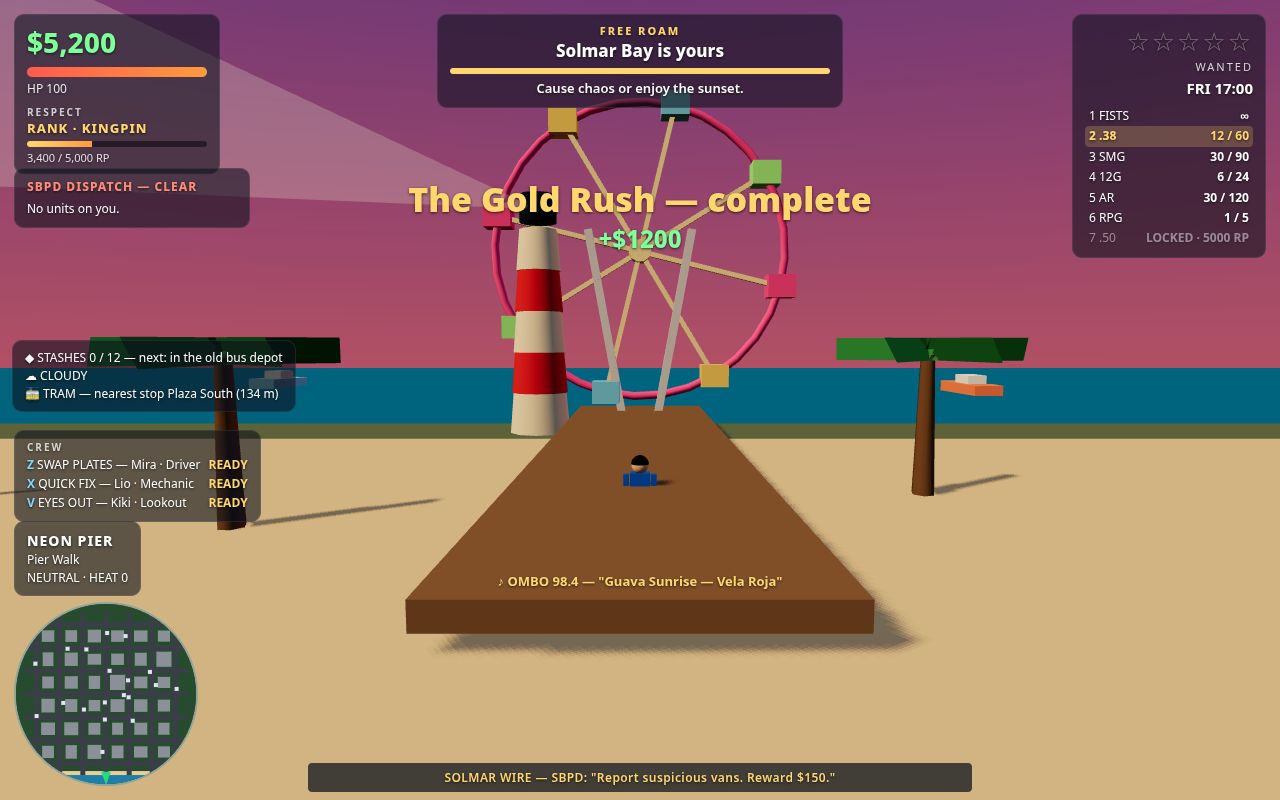 $5,200
HP 100
RESPECT
RANK · KINGPIN
3,400 / 5,000 RP
SBPD DISPATCH — CLEAR
No units on you.
FREE ROAM
Solmar Bay is yours
Cause chaos or enjoy the sunset.
☆☆☆☆☆
WANTED
FRI 17:00
1 FISTS ∞
2 .38 12 / 60
3 SMG 30 / 90
4 12G 6 / 24
5 AR 30 / 120
6 RPG 1 / 5
7 .50 LOCKED · 5000 RP
The Gold Rush — complete
+$1200
◆ STASHES 0 / 12 — next: in the old bus depot
☁ CLOUDY
🚋 TRAM — nearest stop Plaza South (134 m)
CREW
Z SWAP PLATES — Mira · Driver READY
X QUICK FIX — Lio · Mechanic READY
V EYES OUT — Kiki · Lookout READY
NEON PIER
Pier Walk
NEUTRAL · HEAT 0
♪ OMBO 98.4 — "Guava Sunrise — Vela Roja"
SOLMAR WIRE — SBPD: "Report suspicious vans. Reward $150."